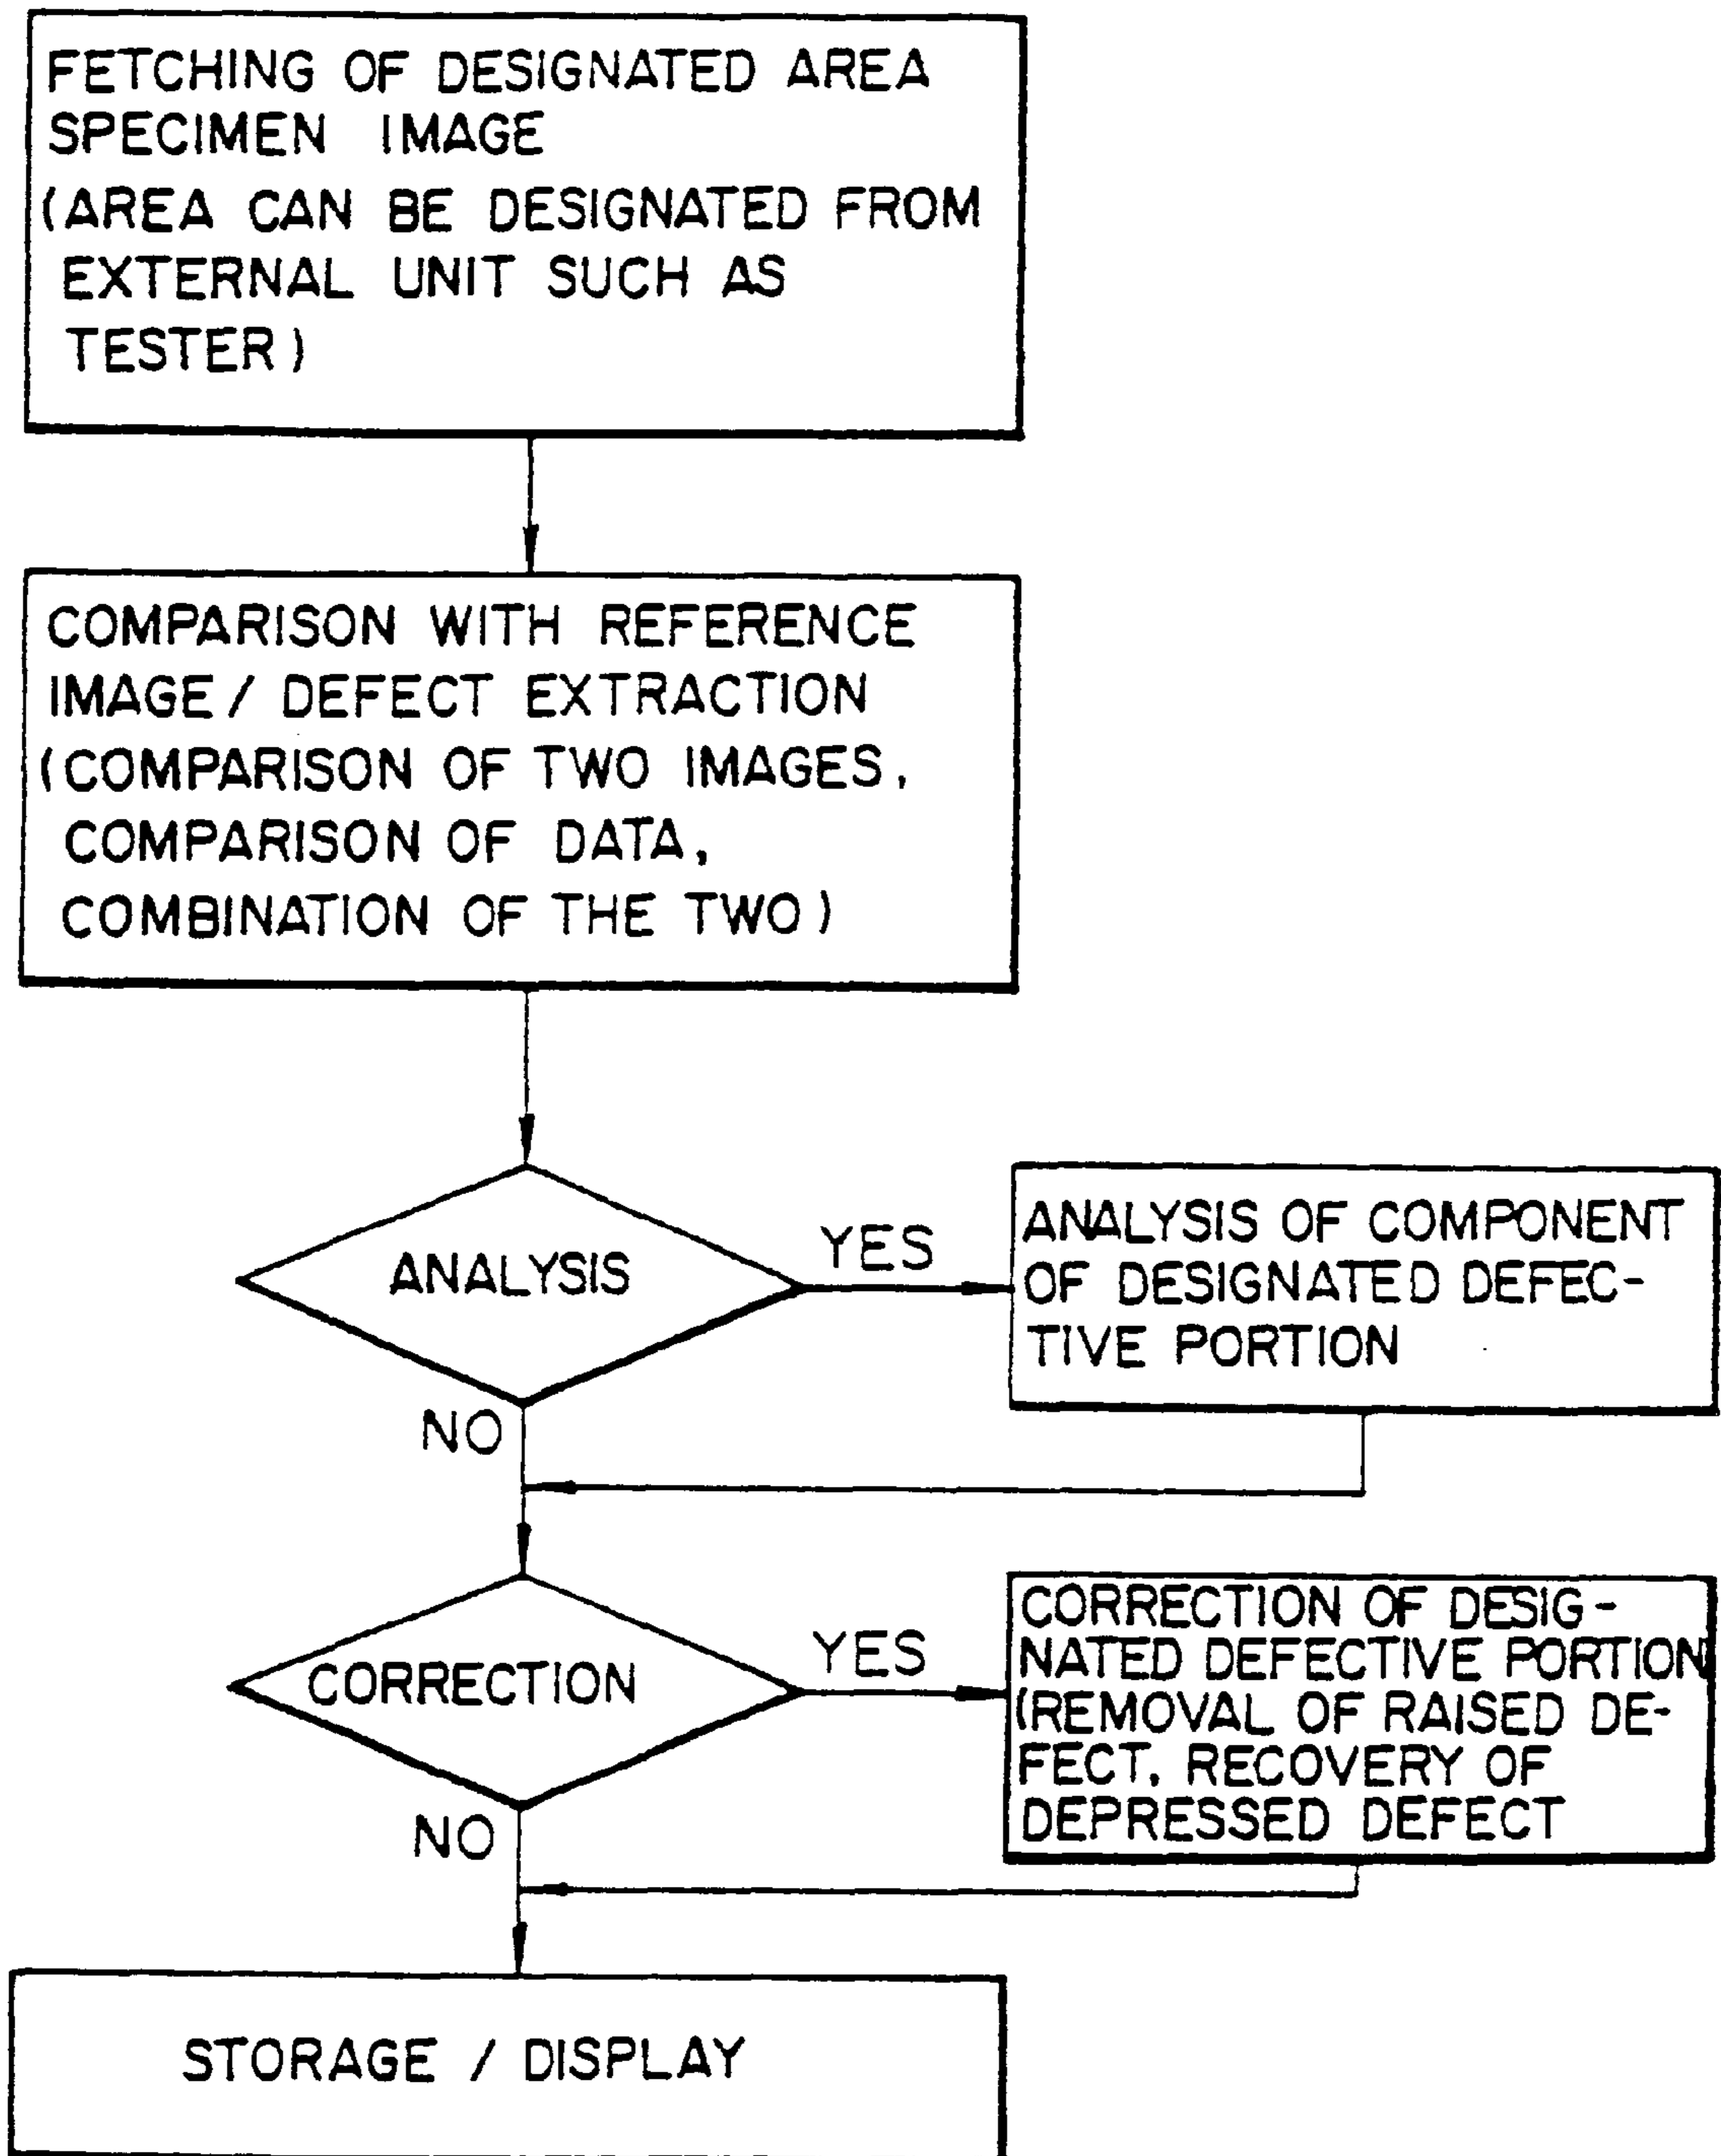 FETCHING OF DESIGNATED AREA
SPECIMEN IMAGE
(AREA CAN BE DESIGNATED FROM
EXTERNAL UNIT SUCH AS
TESTER)
COMPARISON WITH REFERENCE
IMAGE / DEFECT EXTRACTION
(COMPARISON OF TWO IMAGES,
COMPARISON OF DATA,
COMBINATION OF THE TWO)
ANALYSIS
YES
ANALYSIS OF COMPONENT
OF DESIGNATED DEFEC-
TIVE PORTION
NO
CORRECTION
YES
CORRECTION OF DESIG-
NATED DEFECTIVE PORTION
(REMOVAL OF RAISED DE-
FECT, RECOVERY OF
DEPRESSED DEFECT
NO
STORAGE / DISPLAY